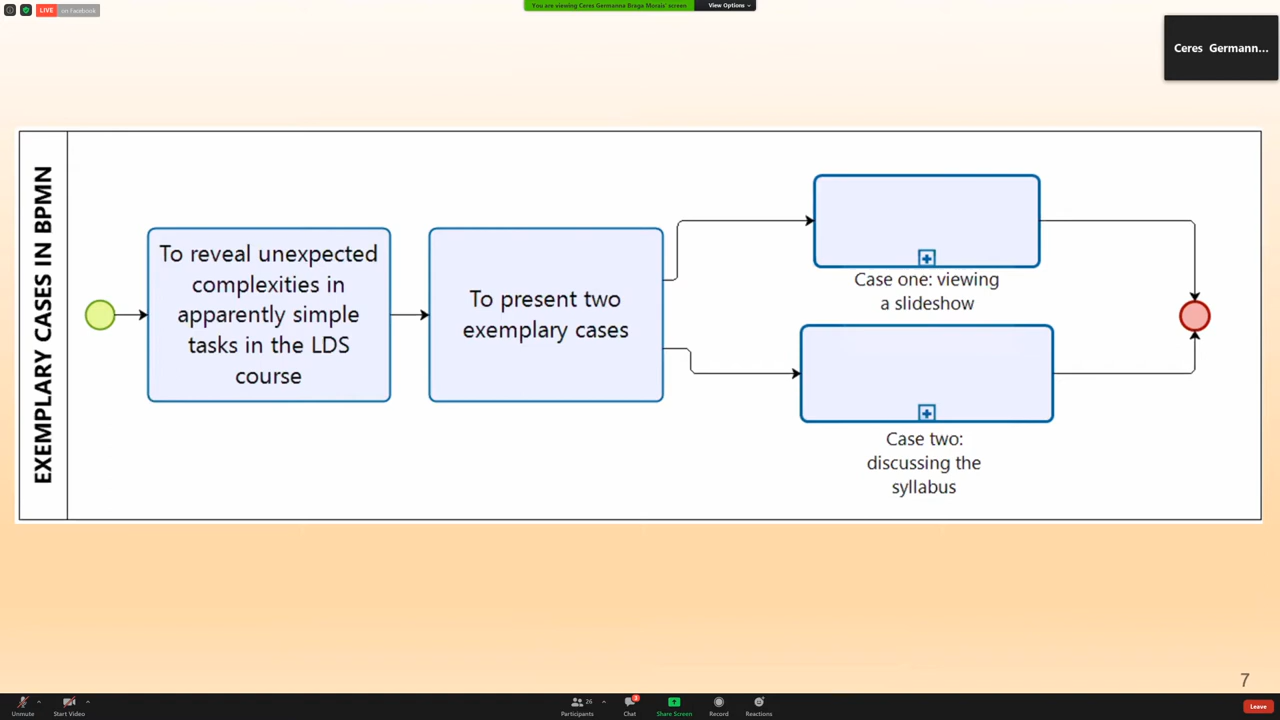 LIVE on Facebook
You are viewing Ceres Germanna Braga Morais' screen
View Options
Ceres Germann...
EXEMPLARY CASES IN BPMN
To reveal unexpected
complexities in
apparently simple
tasks in the LDS
course
To present two
exemplary cases
Case one: viewing
a slideshow
Case two:
discussing the
syllabus
7
Unmute
Start Video
26
Participants
3
Chat
Share Screen
Record
Reactions
Leave